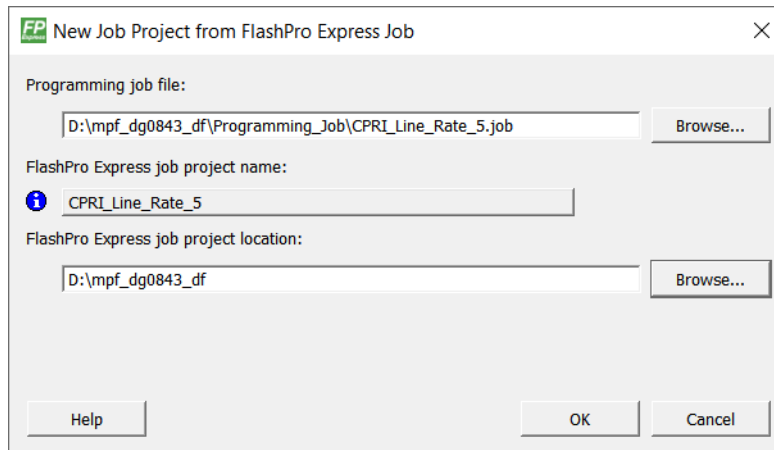 FP Express New Job Project from FlashPro Express Job
Programming job file:
D:\mpf_dg0843_df\Programming_Job\CPRI_Line_Rate_5.job Browse...
FlashPro Express job project name:
i CPRI_Line_Rate_5
FlashPro Express job project location:
D:\mpf_dg0843_df Browse...
Help OK Cancel